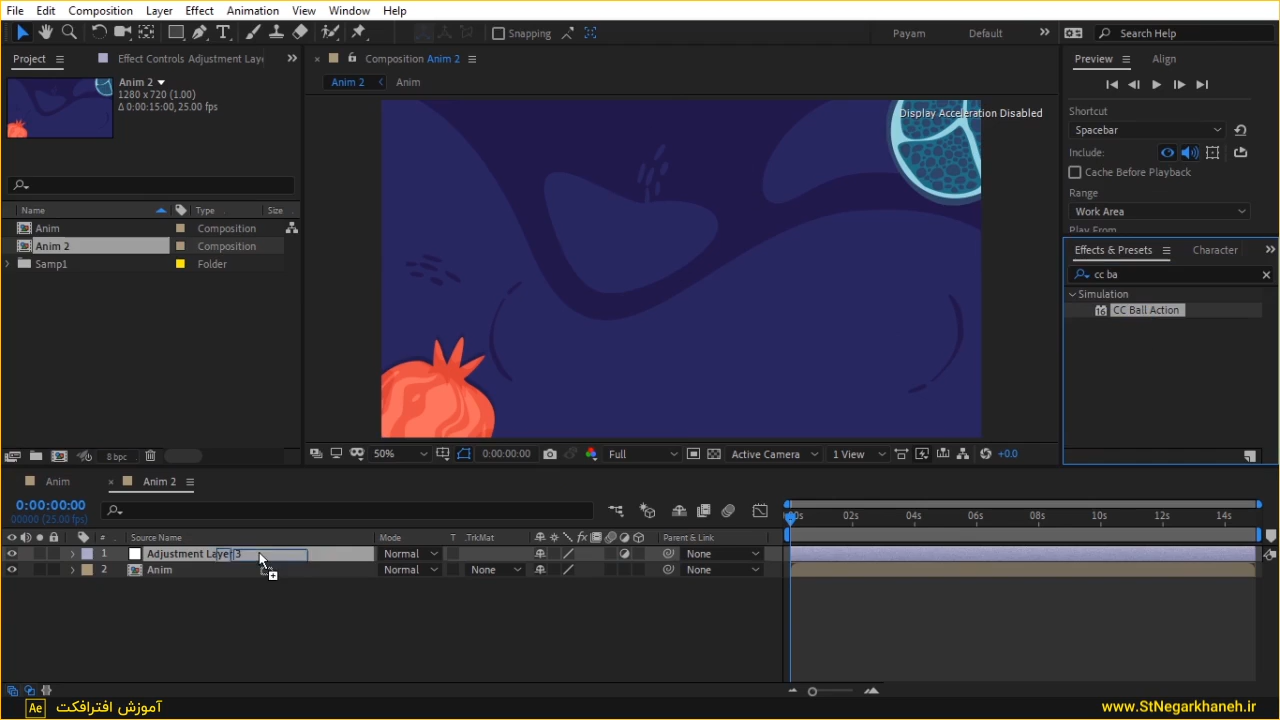 File Edit Composition Layer Effect Animation View Window Help
Snapping Payam Default Search Help
Project Effect Controls Adjustment Laye
Composition Anim 2
Preview Align
Anim 2
1280 x 720 (1.00)
Δ 0:00:15:00, 25.00 fps
Anim 2 Anim
Display Acceleration Disabled
Shortcut
Spacebar
Include:
Cache Before Playback
Range
Work Area
Play From
Name Type Size
Anim Composition
Anim 2 Composition
Samp1 Folder
Effects & Presets Character
cc ba
Simulation
16 CC Ball Action
8 bpc
50% 0:00:00:00 Full Active Camera 1 View +0.0
Anim Anim 2
0:00:00:00
00000 (25.00 fps)
00s 02s 04s 06s 08s 10s 12s 14s
# Source Name Mode T .TrkMat fx Parent & Link
1 Adjustment Layer 3 Normal None
2 Anim Normal None None
Ae آموزش افترافکت
www.StNegarkhaneh.ir